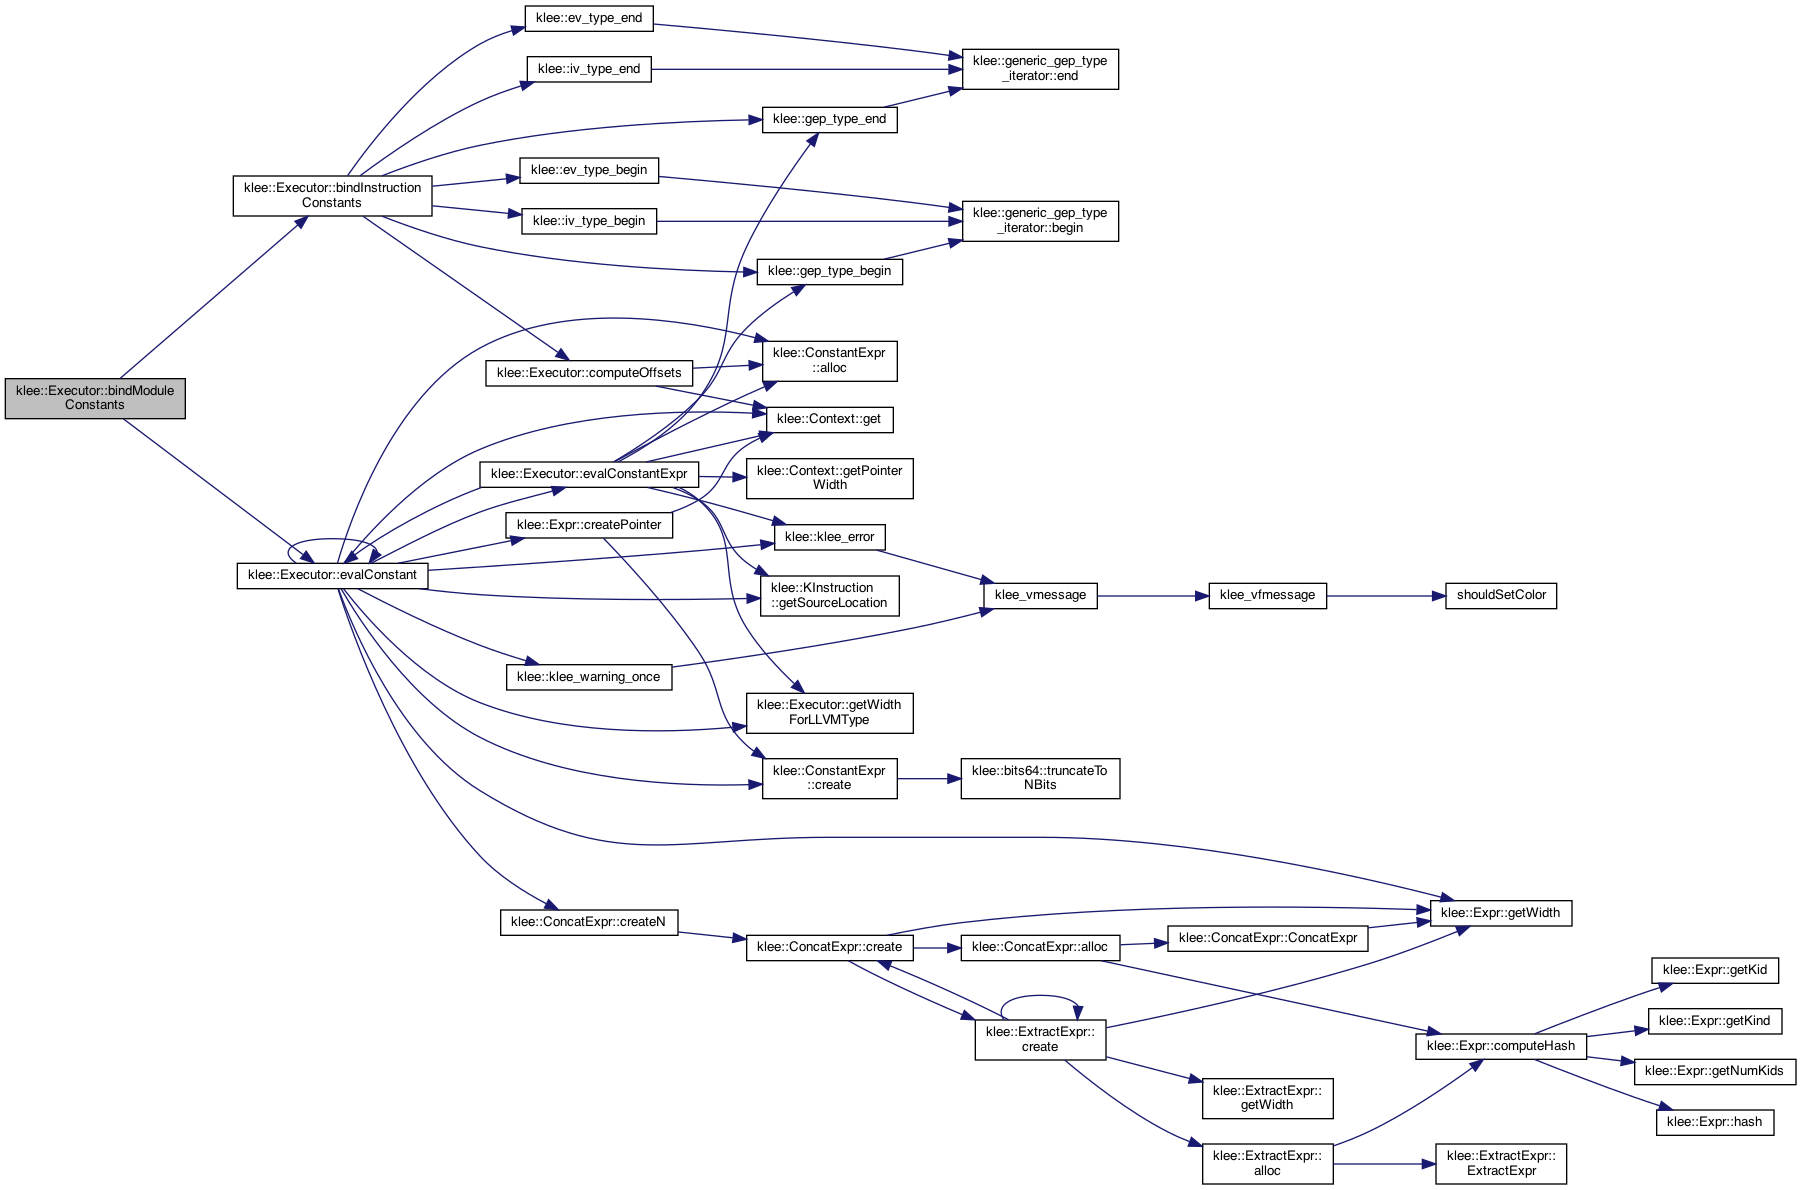 klee::Executor::bindModule
Constants
klee::Executor::bindInstruction
Constants
klee::Executor::evalConstant
klee::ev_type_end
klee::iv_type_end
klee::gep_type_end
klee::ev_type_begin
klee::iv_type_begin
klee::gep_type_begin
klee::generic_gep_type
_iterator::end
klee::generic_gep_type
_iterator::begin
klee::Executor::computeOffsets
klee::ConstantExpr
::alloc
klee::Context::get
klee::Executor::evalConstantExpr
klee::Context::getPointer
Width
klee::Expr::createPointer
klee::klee_error
klee::KInstruction
::getSourceLocation
klee_vmessage
klee_vfmessage
shouldSetColor
klee::klee_warning_once
klee::Executor::getWidth
ForLLVMType
klee::ConstantExpr
::create
klee::bits64::truncateTo
NBits
klee::ConcatExpr::createN
klee::ConcatExpr::create
klee::ConcatExpr::alloc
klee::ConcatExpr::ConcatExpr
klee::Expr::getWidth
klee::ExtractExpr::
create
klee::ExtractExpr::
getWidth
klee::ExtractExpr::
alloc
klee::Expr::computeHash
klee::ExtractExpr::
ExtractExpr
klee::Expr::getKid
klee::Expr::getKind
klee::Expr::getNumKids
klee::Expr::hash